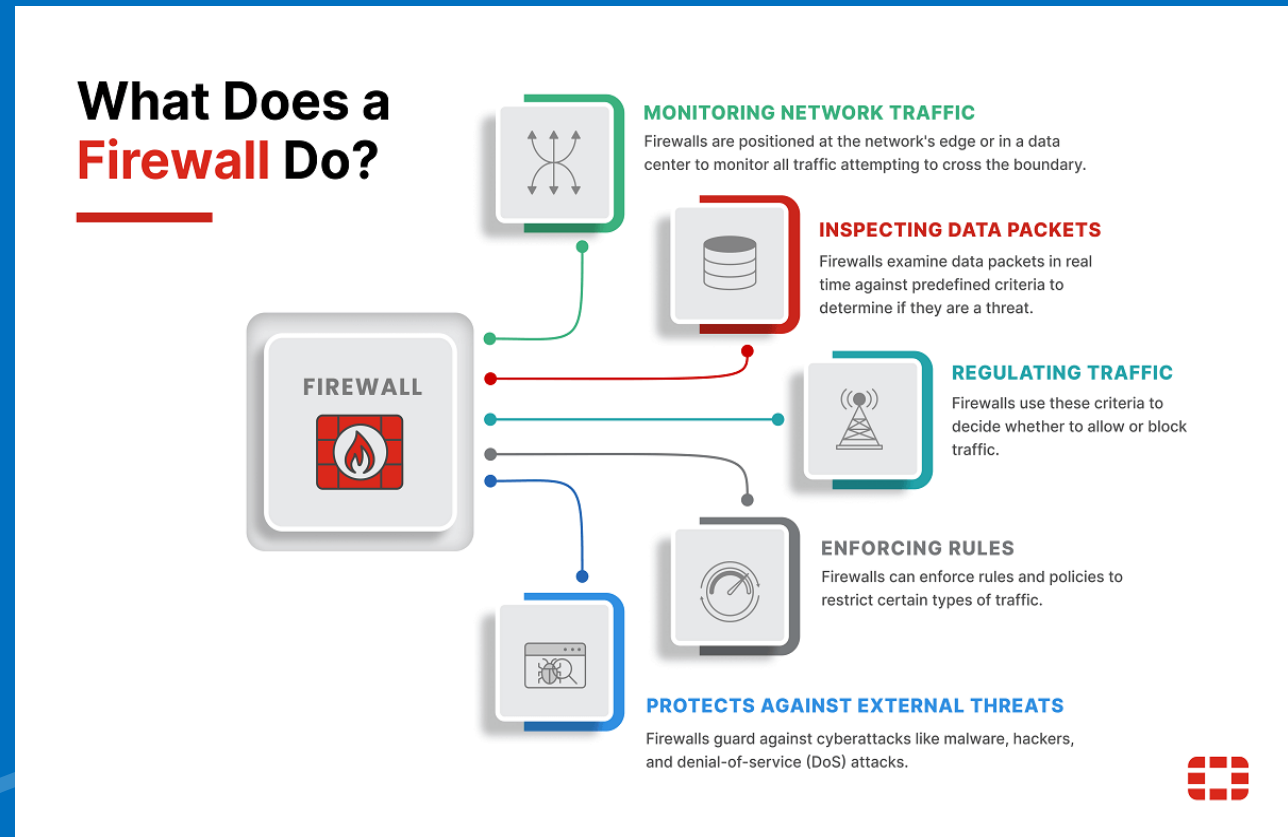 What Does a
Firewall Do?
MONITORING NETWORK TRAFFIC
Firewalls are positioned at the network's edge or in a data
center to monitor all traffic attempting to cross the boundary.
INSPECTING DATA PACKETS
Firewalls examine data packets in real
time against predefined criteria to
determine if they are a threat.
FIREWALL
REGULATING TRAFFIC
Firewalls use these criteria to
decide whether to allow or block
traffic.
ENFORCING RULES
Firewalls can enforce rules and policies to
restrict certain types of traffic.
PROTECTS AGAINST EXTERNAL THREATS
Firewalls guard against cyberattacks like malware, hackers,
and denial-of-service (DoS) attacks.